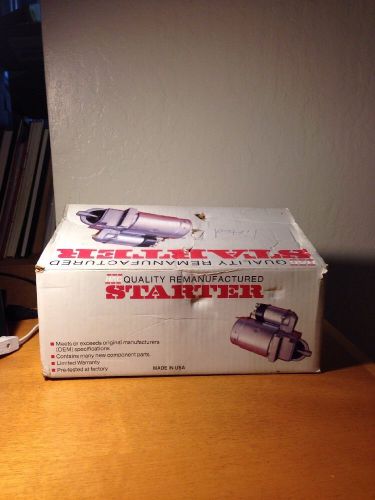 QUALITY REMANUFACTURED
STARTER
QUALITY REMANUFACTURED
STARTER
Meets or exceeds original manufacturers
(OEM) specifications.
Contains many new component parts.
Limited Warranty
Pre-tested at factory
MADE IN USA